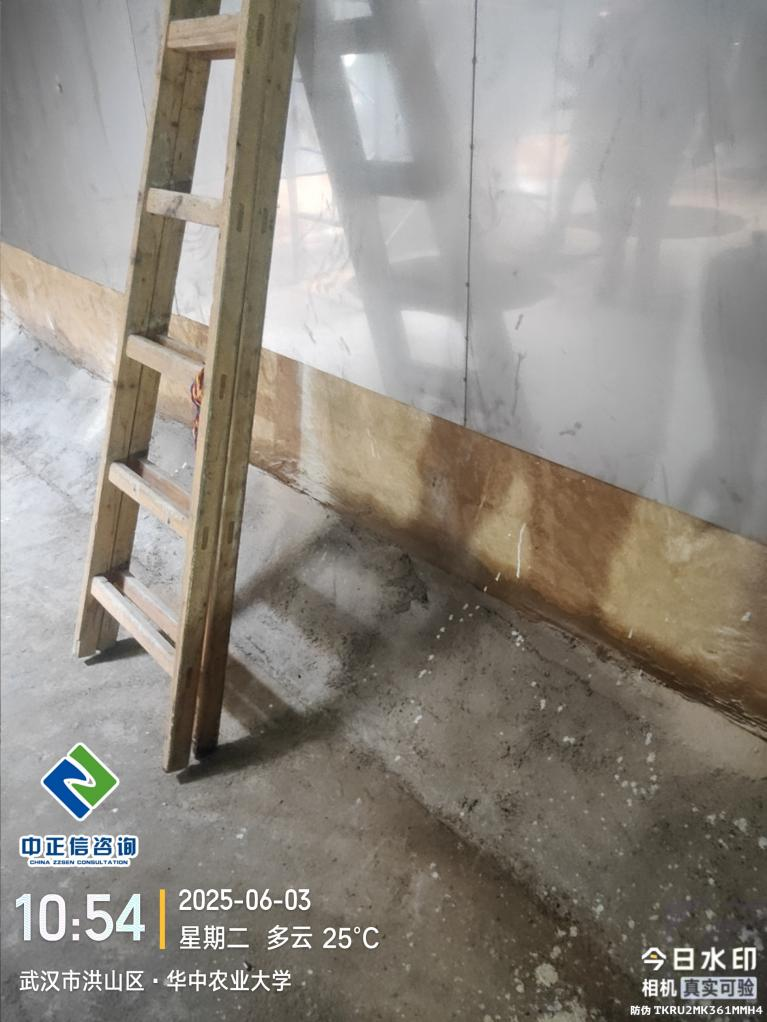 中正信咨询
CHINA ZZSEN CONSULTATION
10:54
2025-06-03
星期二 多云 25°C
武汉市洪山区·华中农业大学
今日水印
相机 真实可验
防伪 TKRU2MK361MMH4